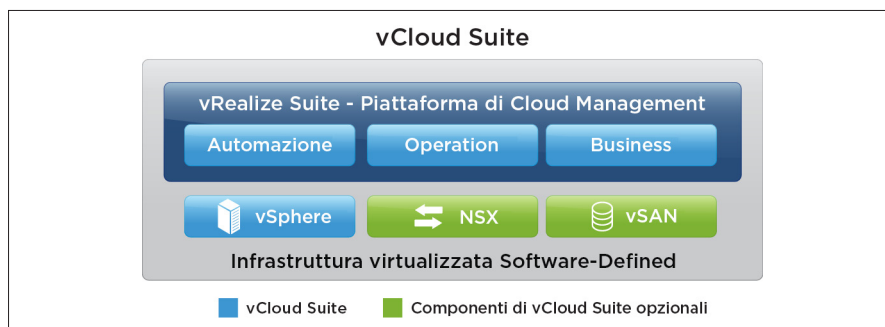 vCloud Suite
vRealize Suite - Piattaforma di Cloud Management
Automazione
Operation
Business
vSphere
NSX
vSAN
Infrastruttura virtualizzata Software-Defined
vCloud Suite
Componenti di vCloud Suite opzionali